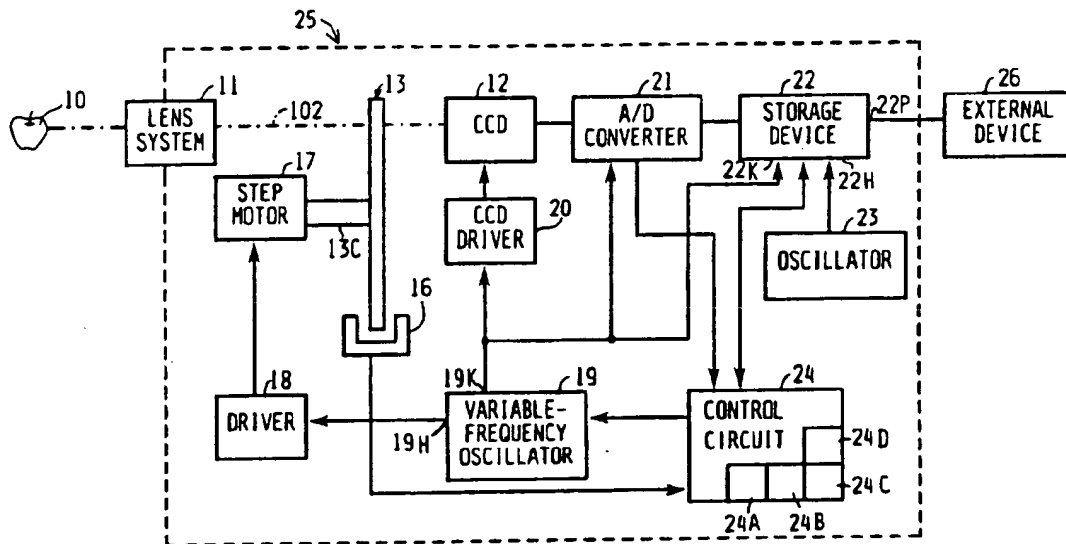 25
10
11
LENS
SYSTEM
102
13
12
CCD
21
A/D
CONVERTER
22
STORAGE
DEVICE
22P
26
EXTERNAL
DEVICE
22K
22H
17
STEP
MOTOR
13C
CCD
DRIVER
20
23
OSCILLATOR
16
18
DRIVER
19K
19
VARIABLE-
FREQUENCY
OSCILLATOR
19H
24
CONTROL
CIRCUIT
24D
24C
24A
24B